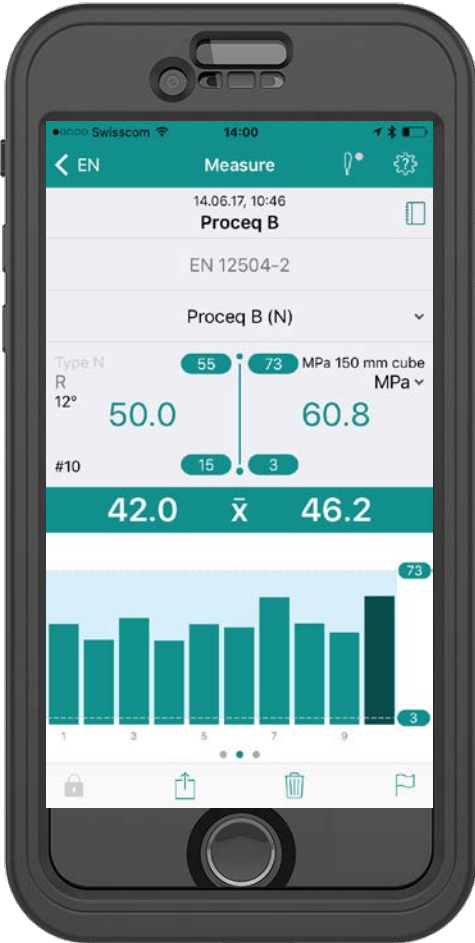 Swisscom 14:00
EN Measure
14.06.17, 10:46
Proceq B
EN 12504-2
Proceq B (N)
Type N 55 73 MPa 150 mm cube
R MPa
12°
50.0 60.8
#10 15 3
42.0 x̄ 46.2
73
3
1 3 5 7 9